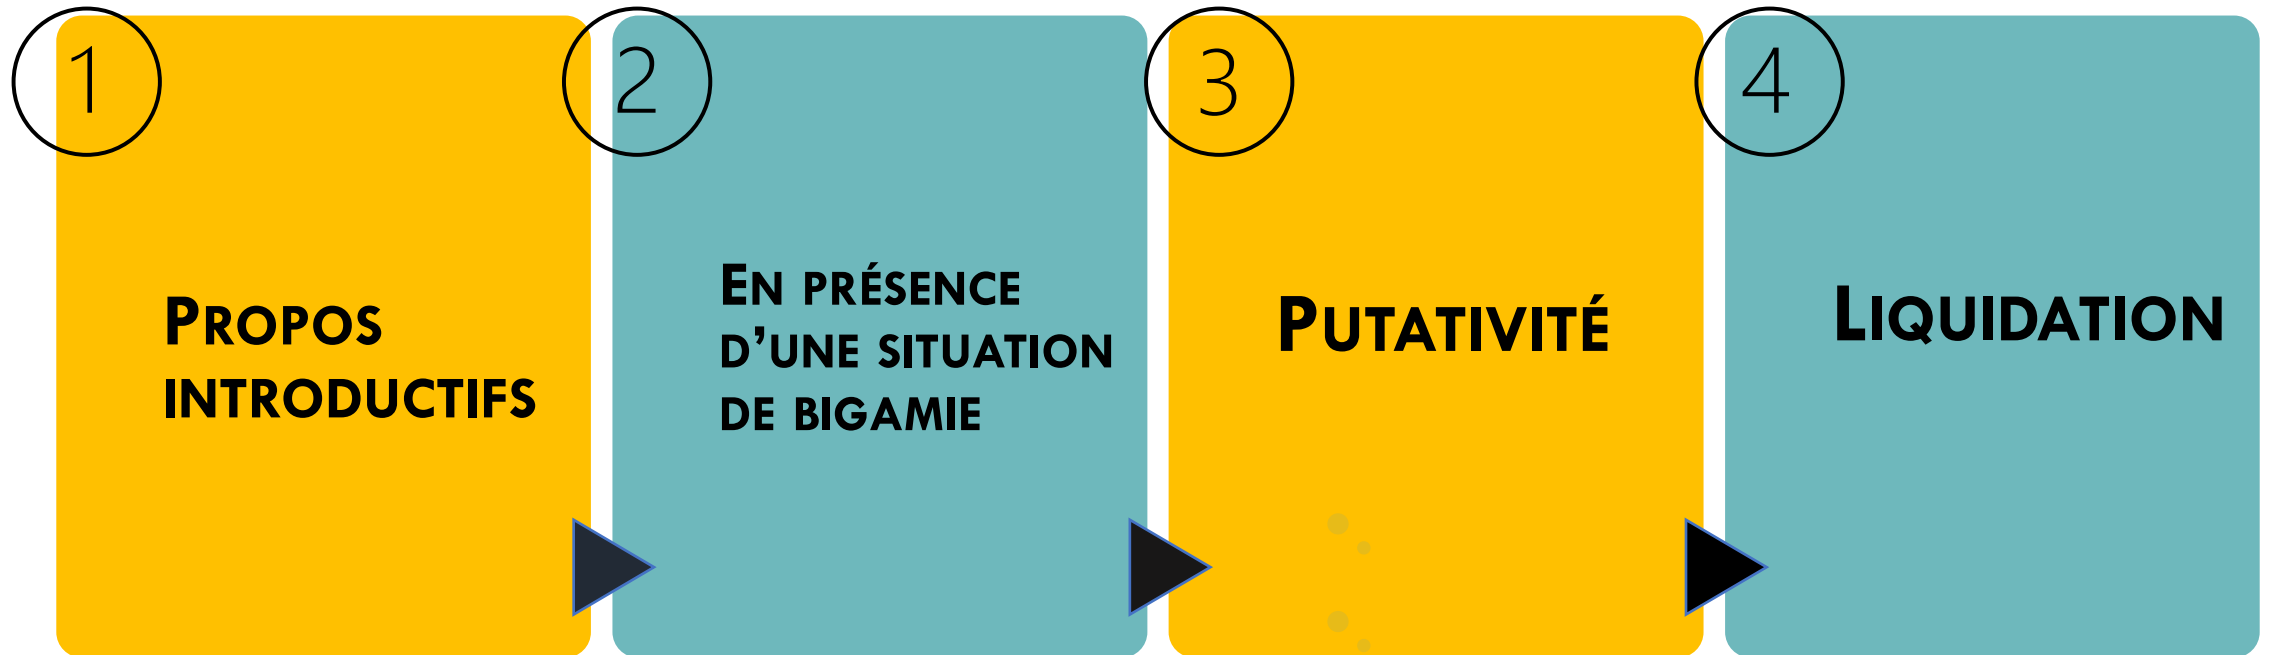 1
PROPOS
INTRODUCTIFS
2
EN PRÉSENCE
D’UNE SITUATION
DE BIGAMIE
3
PUTATIVITÉ
4
LIQUIDATION